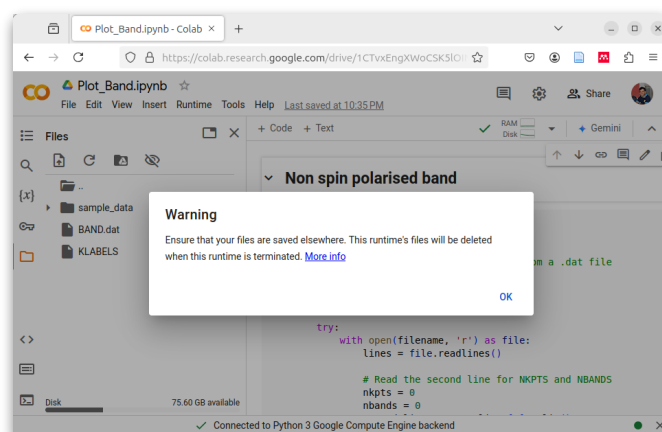 Plot_Band.ipynb - Colab
https://colab.research.google.com/drive/1CTvxEngXWoCSK5lO
Plot_Band.ipynb
File Edit View Insert Runtime Tools Help Last saved at 10:35 PM
Share
Files
+ Code + Text
RAM
Disk
Gemini
..
sample_data
BAND.dat
KLABELS
{x}
Non spin polarised band
Warning
Ensure that your files are saved elsewhere. This runtime's files will be deleted
when this runtime is terminated. More info
OK
om a .dat file
try:
with open(filename, 'r') as file:
lines = file.readlines()
# Read the second line for NKPTS and NBANDS
nkpts = 0
nbands = 0
Disk
75.60 GB available
Connected to Python 3 Google Compute Engine backend